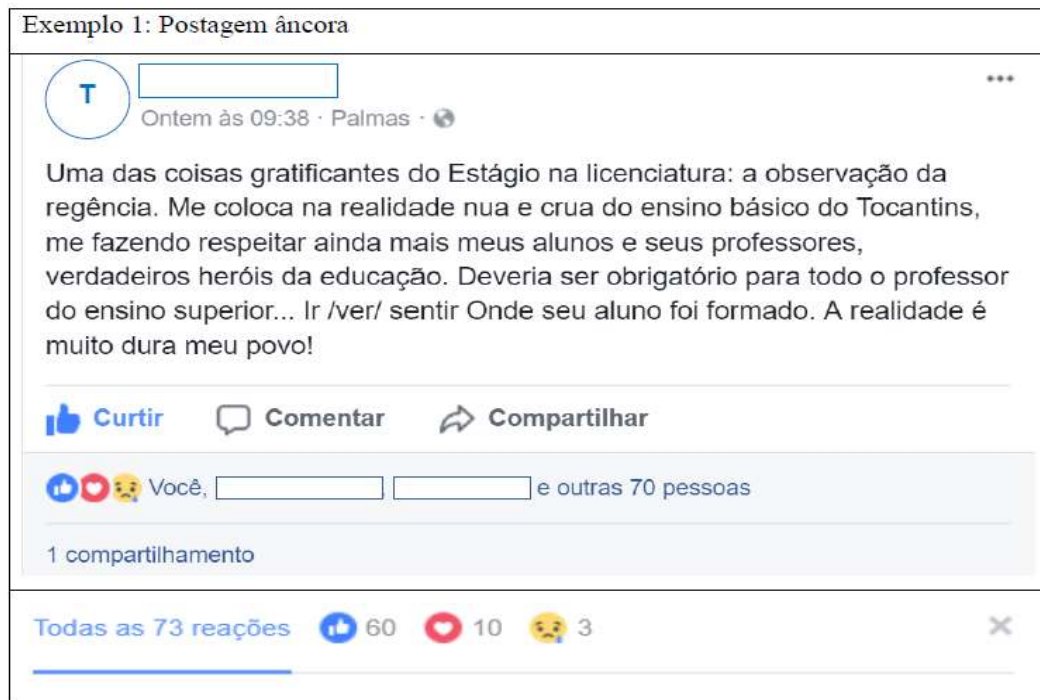 Exemplo 1: Postagem âncora
T
Ontem às 09:38 · Palmas ·
Uma das coisas gratificantes do Estágio na licenciatura: a observação da
regência. Me coloca na realidade nua e crua do ensino básico do Tocantins,
me fazendo respeitar ainda mais meus alunos e seus professores,
verdadeiros heróis da educação. Deveria ser obrigatório para todo o professor
do ensino superior... Ir /ver/ sentir Onde seu aluno foi formado. A realidade é
muito dura meu povo!
Curtir Comentar Compartilhar
Você, , e outras 70 pessoas
1 compartilhamento
Todas as 73 reações 60 10 3